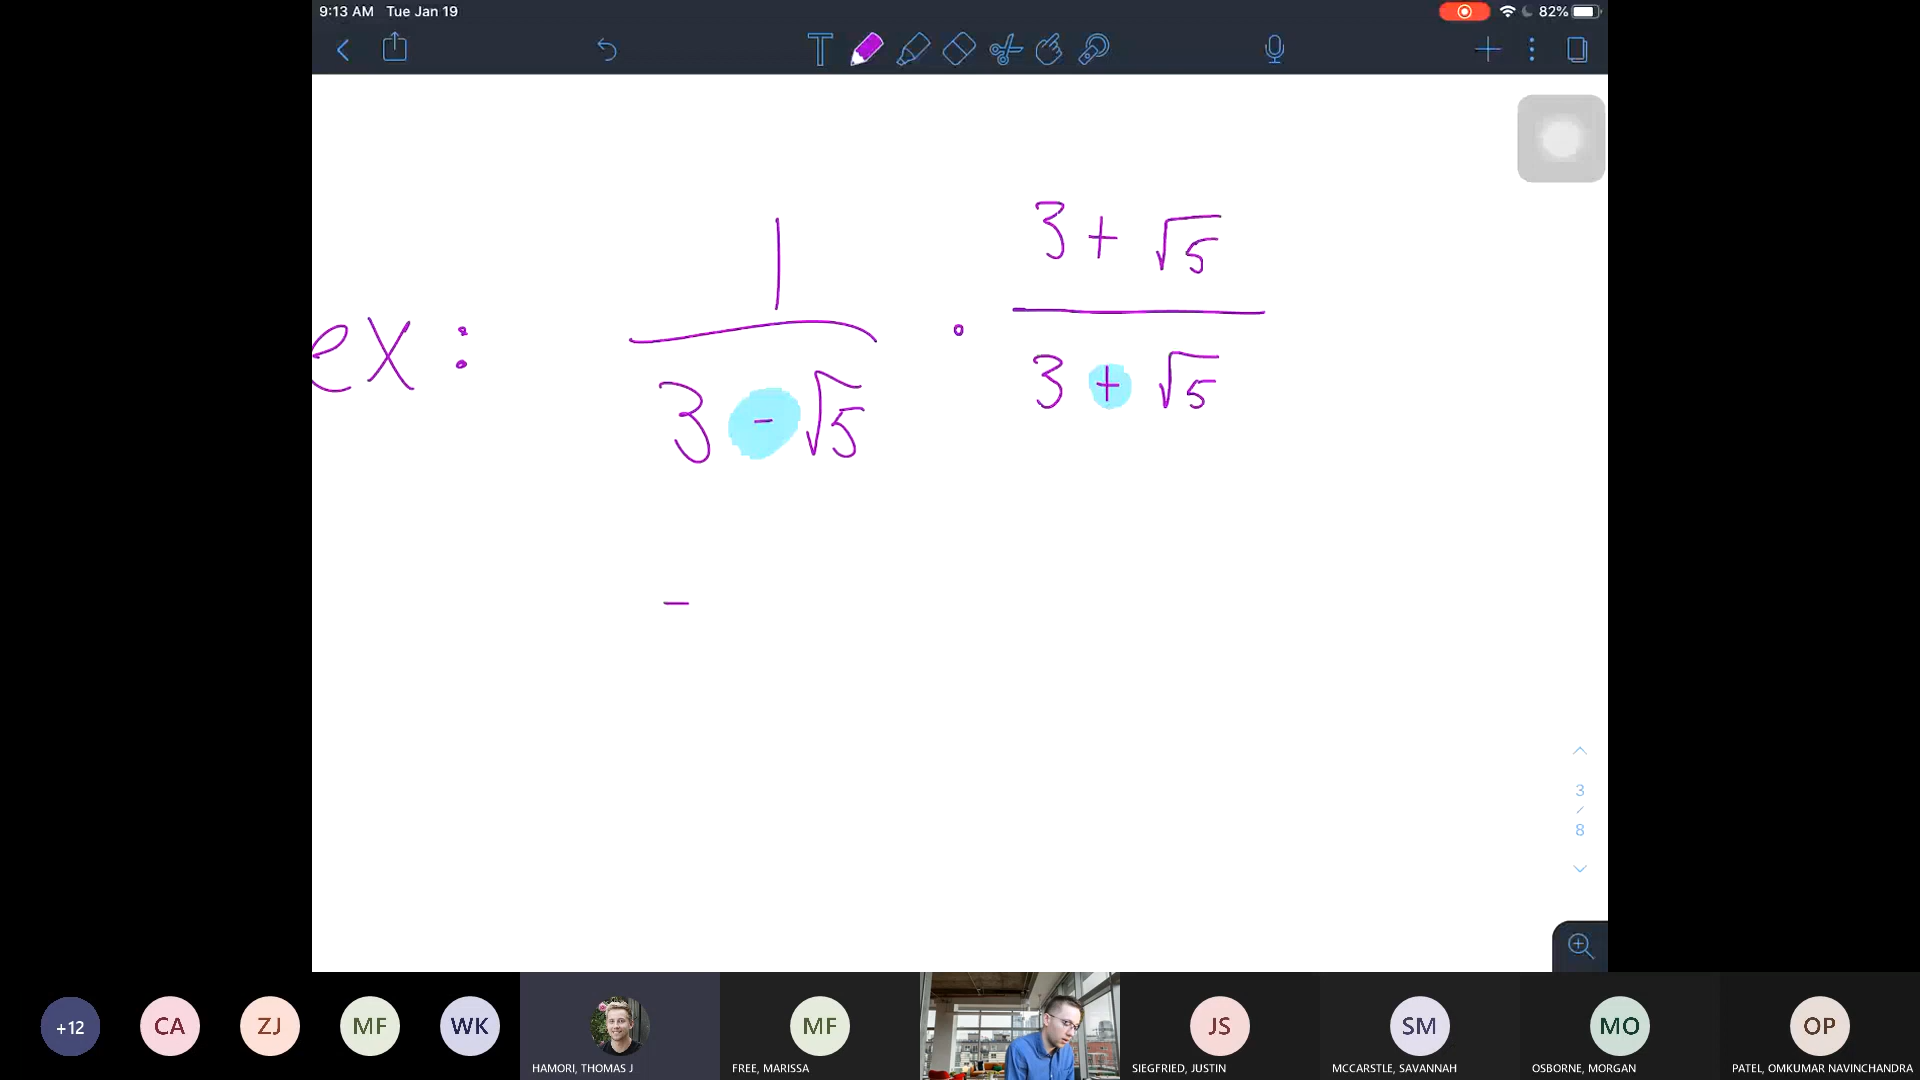 9:13 AM Tue Jan 19
82%
T
1
3 + √5
ex :
·
3 - √5
3 + √5
-
3
/
8
+12
CA
ZJ
MF
WK
MF
JS
SM
MO
OP
HAMORI, THOMAS J
FREE, MARISSA
SIEGFRIED, JUSTIN
MCCARSTLE, SAVANNAH
OSBORNE, MORGAN
PATEL, OMKUMAR NAVINCHANDRA